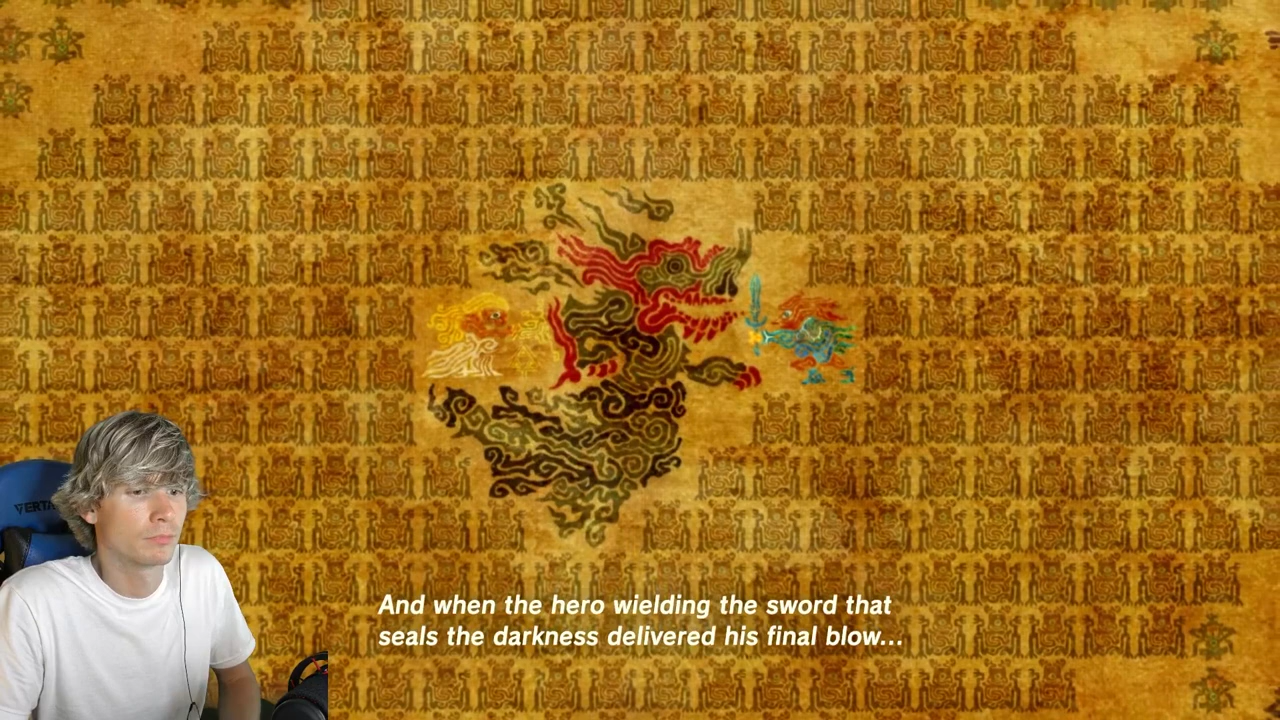 And when the hero wielding the sword that
seals the darkness delivered his final blow...